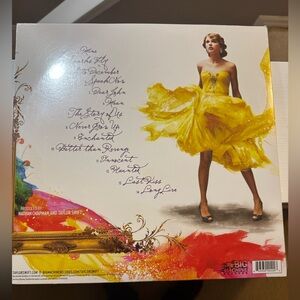 Mine
Sparks Fly
Back to December
Speak Now
Dear John
Mean
The Story of Us
Never Grow Up
Enchanted
Better than Revenge
Innocent
Haunted
Last Kiss
Long Live
PRODUCED BY
NATHAN CHAPMAN AND TAYLOR SWIFT
BIG